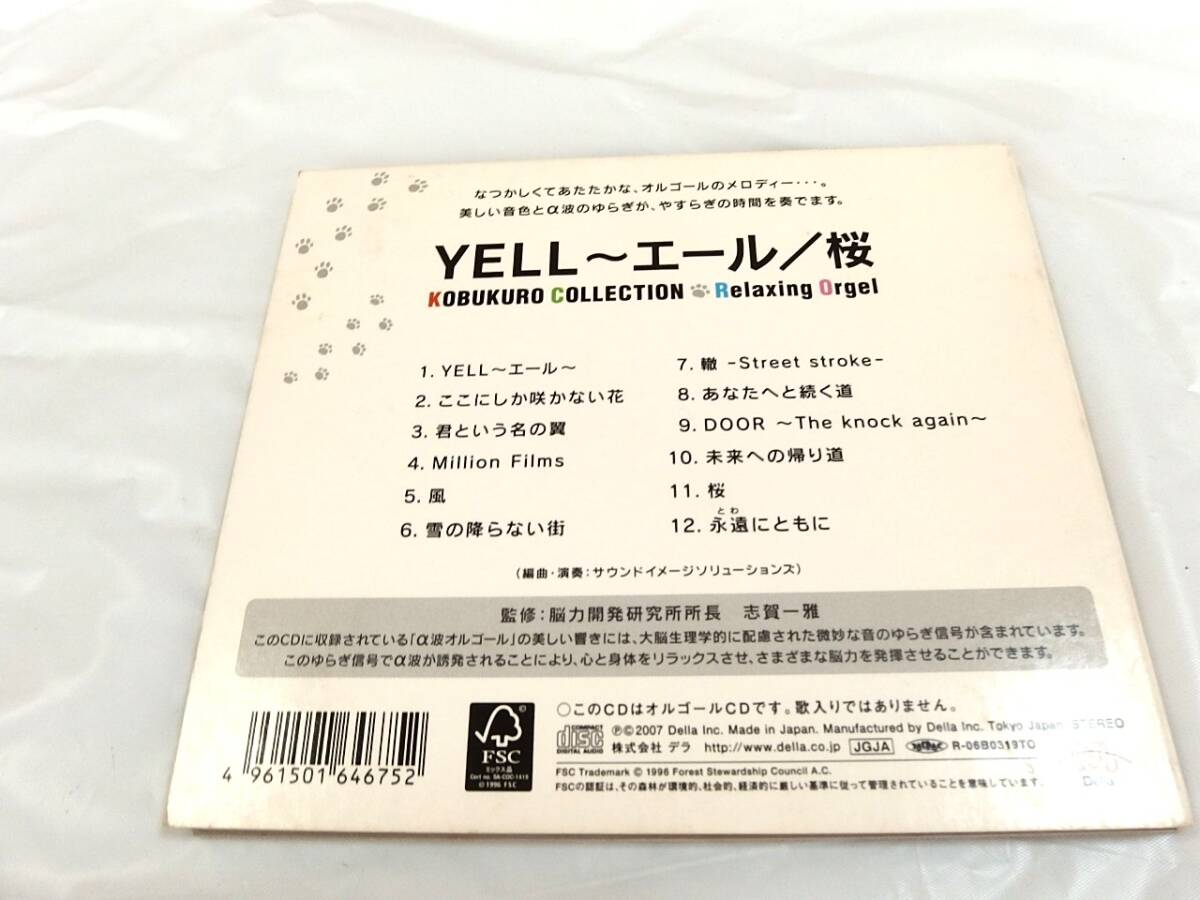 なつかしくてあたたかな、オルゴールのメロディー･･･。
美しい音色とα波のゆらぎが、やすらぎの時間を奏でます。
YELL～エール／桜
KOBUKURO COLLECTION Relaxing Orgel
1. YELL～エール～
2. ここにしか咲かない花
3. 君という名の翼
4. Million Films
5. 風
6. 雪の降らない街
7. 轍 -Street stroke-
8. あなたへと続く道
9. DOOR ～The knock again～
10. 未来への帰り道
11. 桜
とわ
12. 永遠にともに
（編曲・演奏：サウンドイメージソリューションズ）
監修：脳力開発研究所所長 志賀一雅
このCDに収録されている「α波オルゴール」の美しい響きには、大脳生理学的に配慮された微妙な音のゆらぎ信号が含まれています。
このゆらぎ信号でα波が誘発されることにより、心と身体をリラックスさせ、さまざまな脳力を発揮させることができます。
4 961501 646752
FSC
ミックス品
Cert no. SA-COC-1415
© 1996 FSC
○このCDはオルゴールCDです。歌入りではありません。
COMPACT
disc
DIGITAL AUDIO
℗©2007 Della Inc. Made in Japan. Manufactured by Della Inc. Tokyo Japan STEREO
株式会社 デラ http://www.della.co.jp JGJA R-06B0319TO
FSC Trademark © 1996 Forest Stewardship Council A.C.
FSCの認証は、その森林が環境的、社会的、経済的に厳しい基準に従って管理されていることを意味しています。